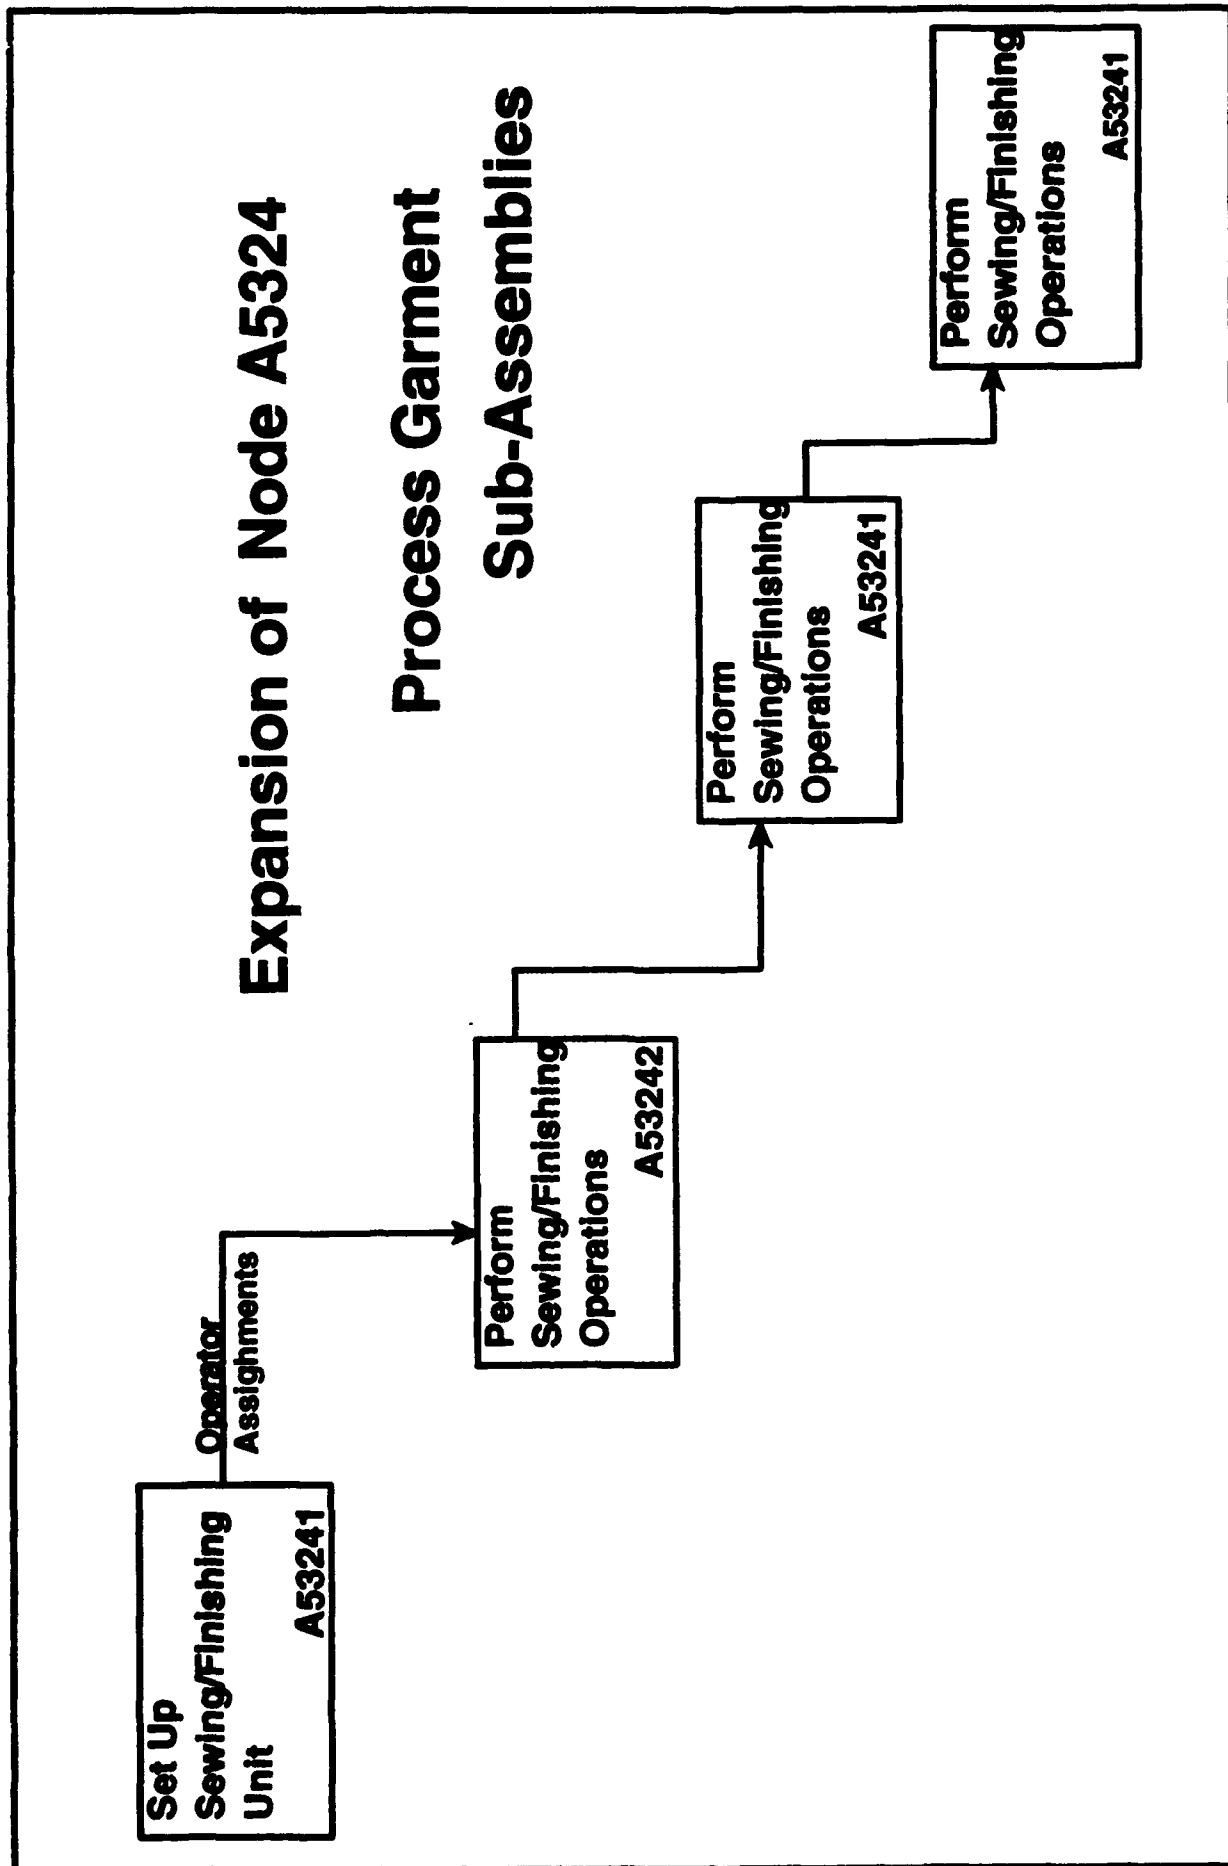 Expansion of Node A5324
Process Garment
Sub-Assemblies
Set Up
Sewing/Finishing
Unit
A53241
Operator
Assighments
Perform
Sewing/Finishing
Operations
A53242
Perform
Sewing/Finishing
Operations
A53241
Perform
Sewing/Finishing
Operations
A53241